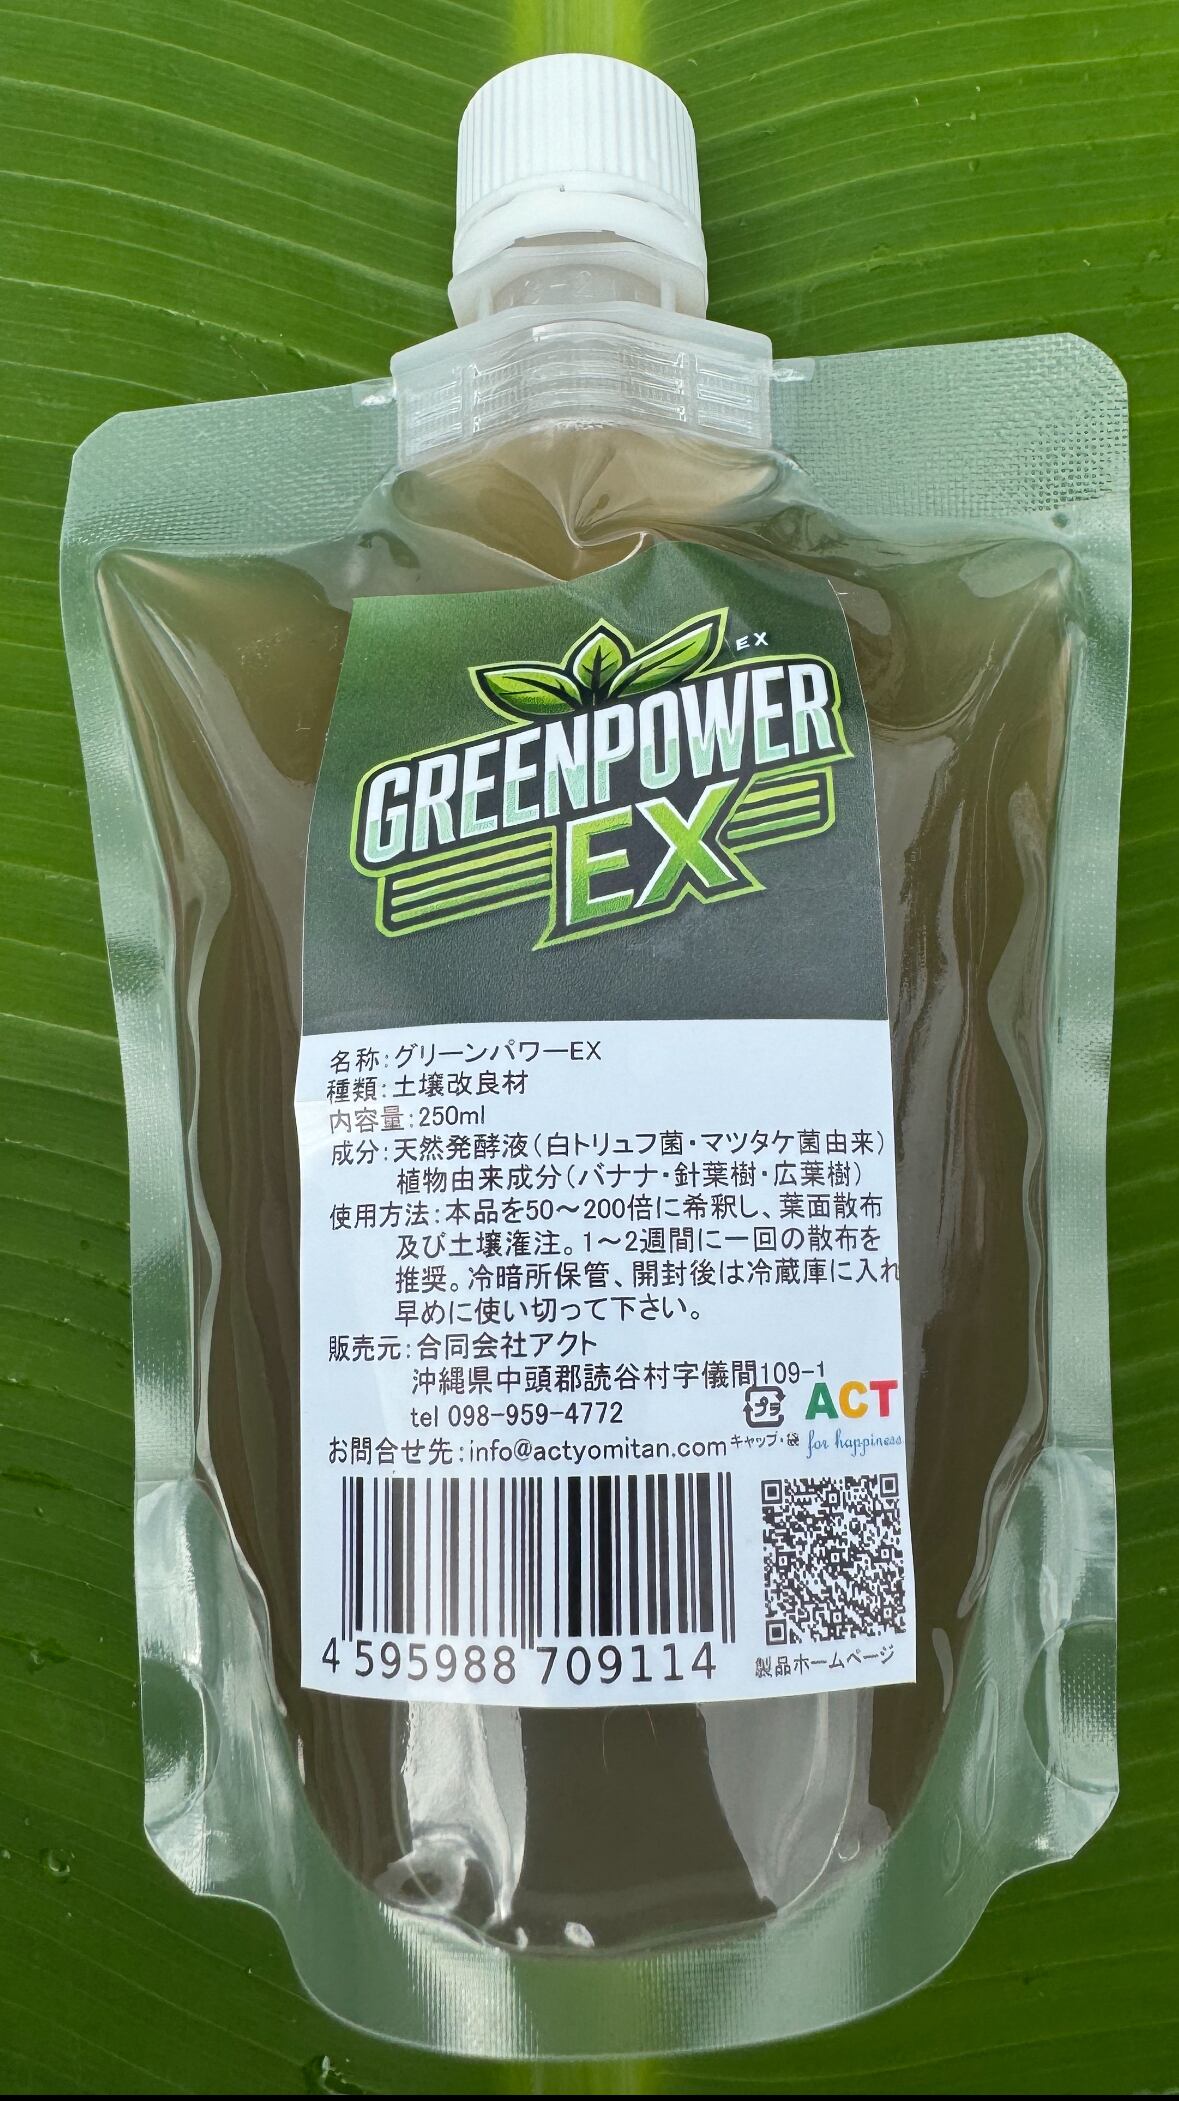 EX
GREENPOWER
EX
名称:グリーンパワーEX
種類:土壌改良材
内容量:250ml
成分:天然発酵液(白トリュフ菌・マツタケ菌由来)
植物由来成分(バナナ・針葉樹・広葉樹)
使用方法:本品を50～200倍に希釈し、葉面散布
及び土壌潅注。1～2週間に一回の散布を
推奨。冷暗所保管、開封後は冷蔵庫に入れ
早めに使い切って下さい。
販売元:合同会社アクト
沖縄県中頭郡読谷村字儀間109-1
tel 098-959-4772
プラ
ACT
お問合せ先:info@actyomitan.com
キャップ・袋
for happiness
4 595988 709114
製品ホームページ